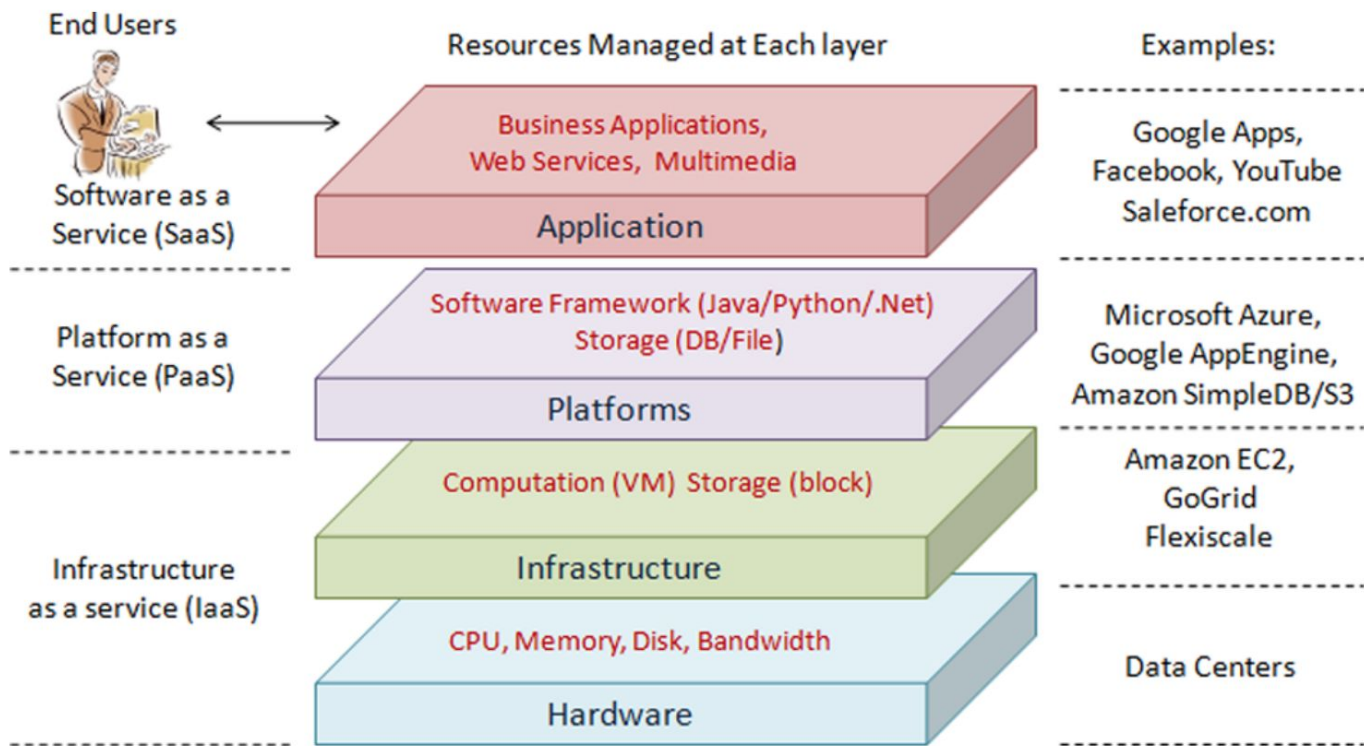 End Users
Resources Managed at Each layer
Examples:
Business Applications,
Web Services, Multimedia
Application
Software as a
Service (SaaS)
Google Apps,
Facebook, YouTube
Saleforce.com
Platform as a
Service (PaaS)
Software Framework (Java/Python/.Net)
Storage (DB/File)
Platforms
Microsoft Azure,
Google AppEngine,
Amazon SimpleDB/S3
Infrastructure
as a service (IaaS)
Computation (VM) Storage (block)
Infrastructure
Amazon EC2,
GoGrid
Flexiscale
CPU, Memory, Disk, Bandwidth
Hardware
Data Centers